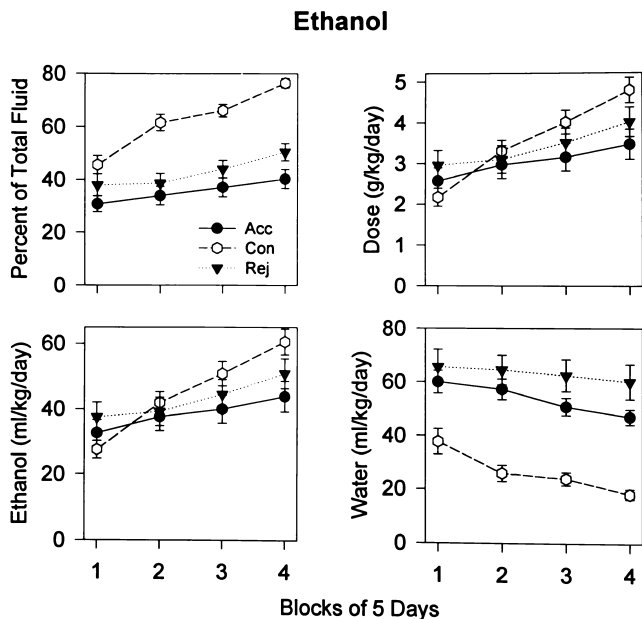 Ethanol
Percent of Total Fluid
80
60
40
20
0
Acc
Con
Rej
Dose (g/kg/day)
5
4
3
2
1
0
Ethanol (ml/kg/day)
60
40
20
0
1 2 3 4
Water (ml/kg/day)
80
60
40
20
0
1 2 3 4
Blocks of 5 Days